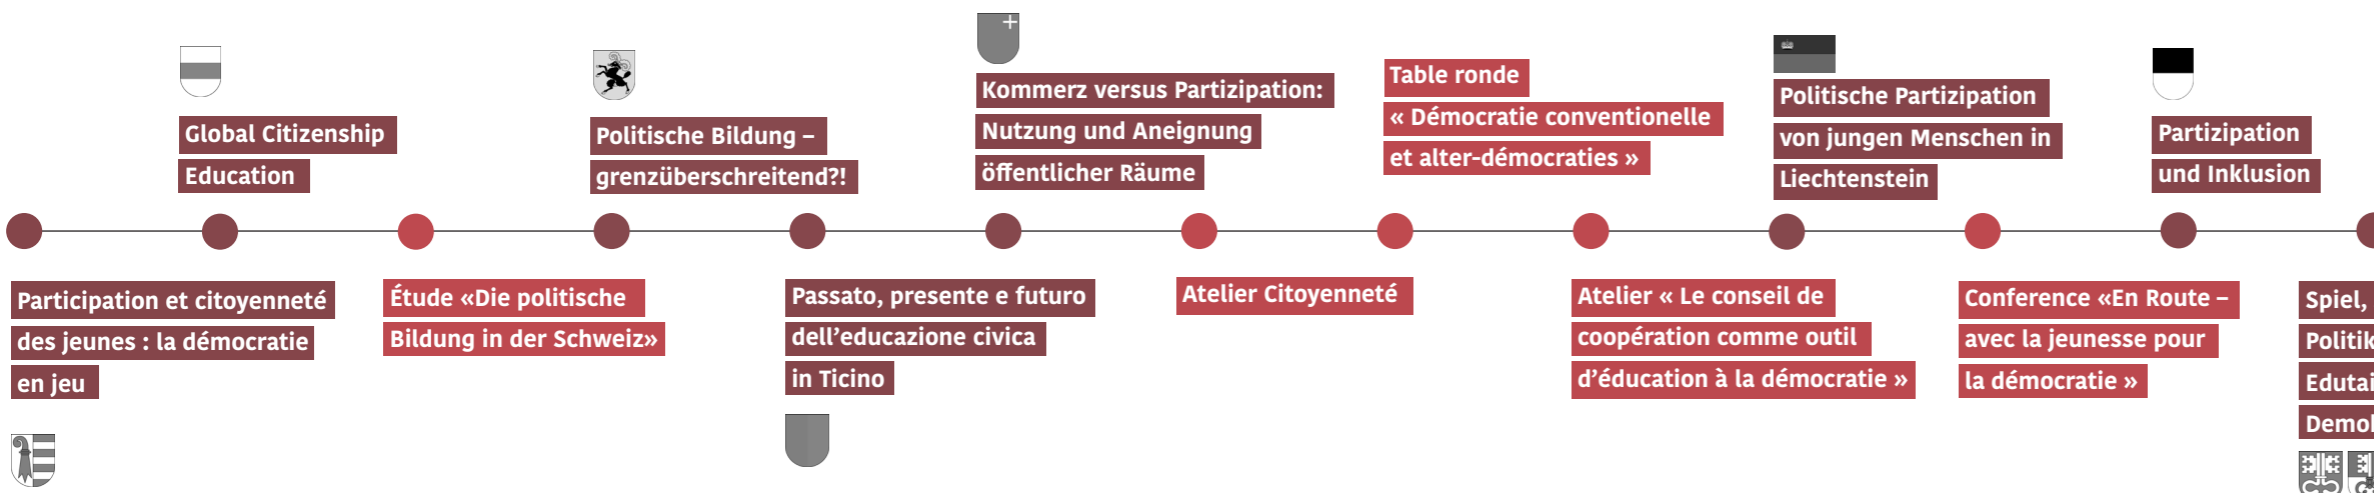 Participation et citoyenneté
des jeunes : la démocratie
en jeu
Global Citizenship
Education
Étude «Die politische
Bildung in der Schweiz»
Politische Bildung –
grenzüberschreitend?!
Passato, presente e futuro
dell’educazione civica
in Ticino
Kommerz versus Partizipation:
Nutzung und Aneignung
öffentlicher Räume
Atelier Citoyenneté
Table ronde
« Démocratie conventionelle
et alter-démocraties »
Atelier « Le conseil de
coopération comme outil
d’éducation à la démocratie »
Politische Partizipation
von jungen Menschen in
Liechtenstein
Conference «En Route –
avec la jeunesse pour
la démocratie »
Partizipation
und Inklusion
Spiel,